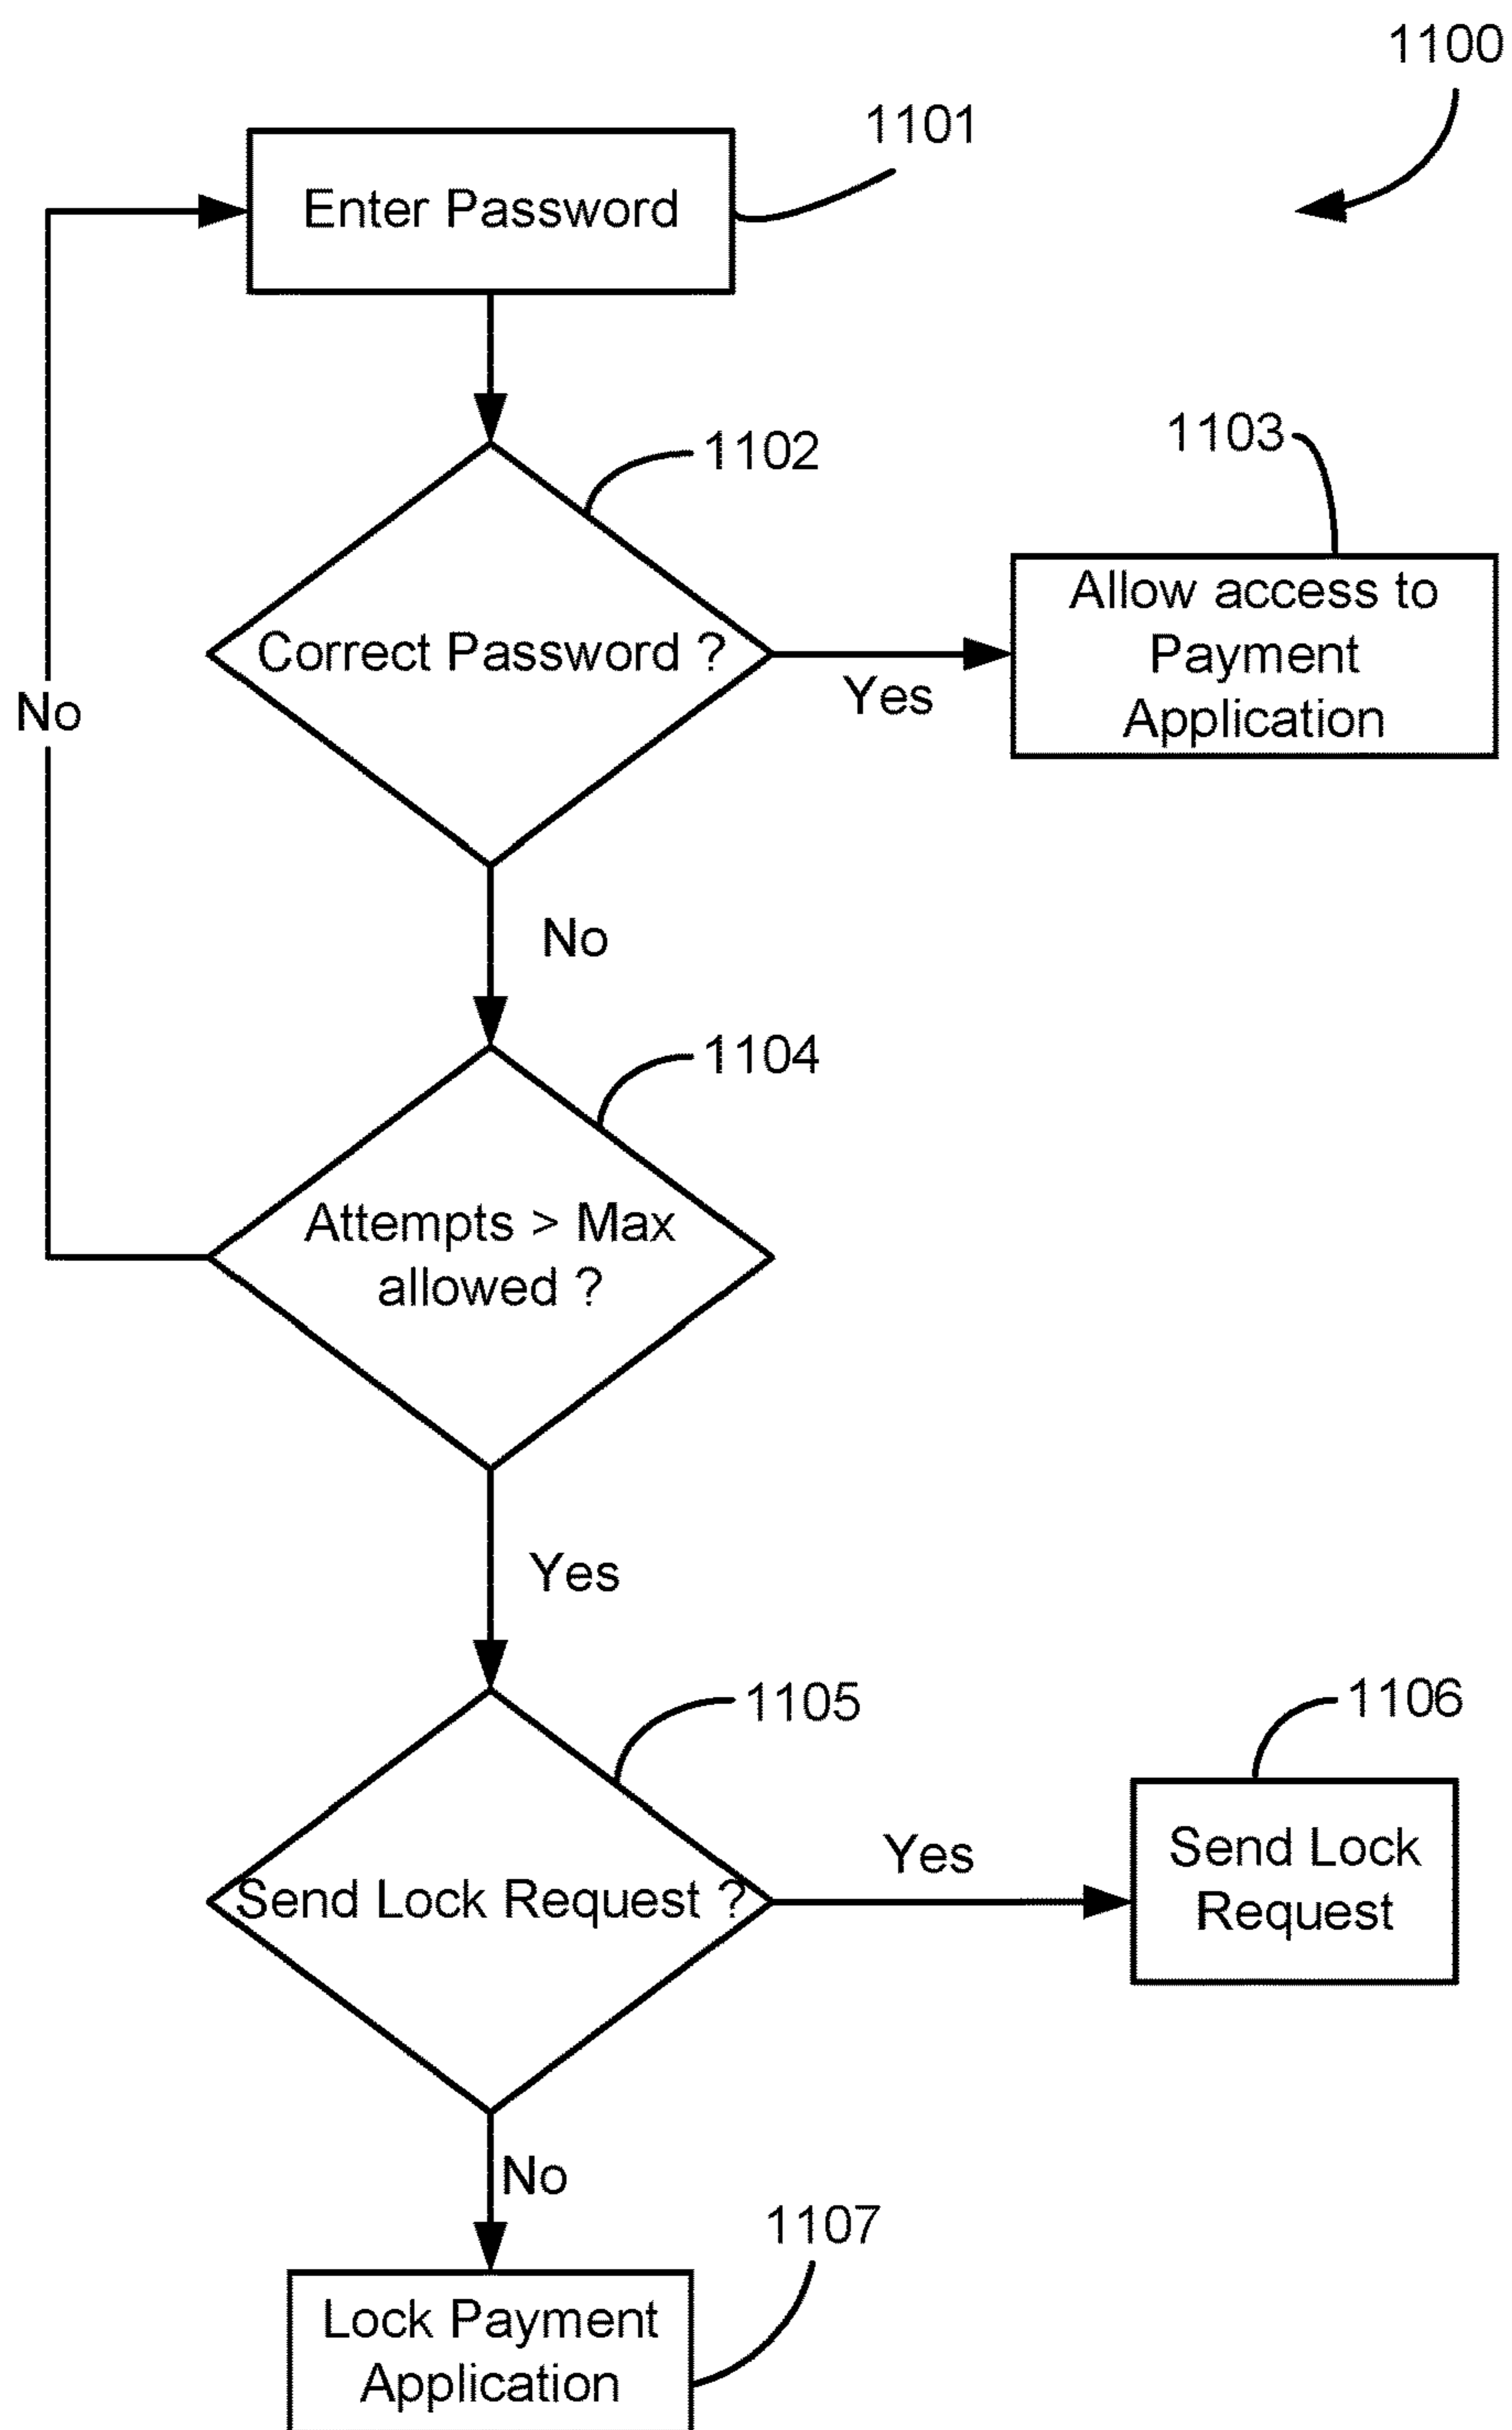 1100
1101
Enter Password
1102
1103
Correct Password ?
Yes
Allow access to
Payment
Application
No
No
1104
Attempts > Max
allowed ?
Yes
1105
1106
Send Lock Request ?
Yes
Send Lock
Request
No
1107
Lock Payment
Application